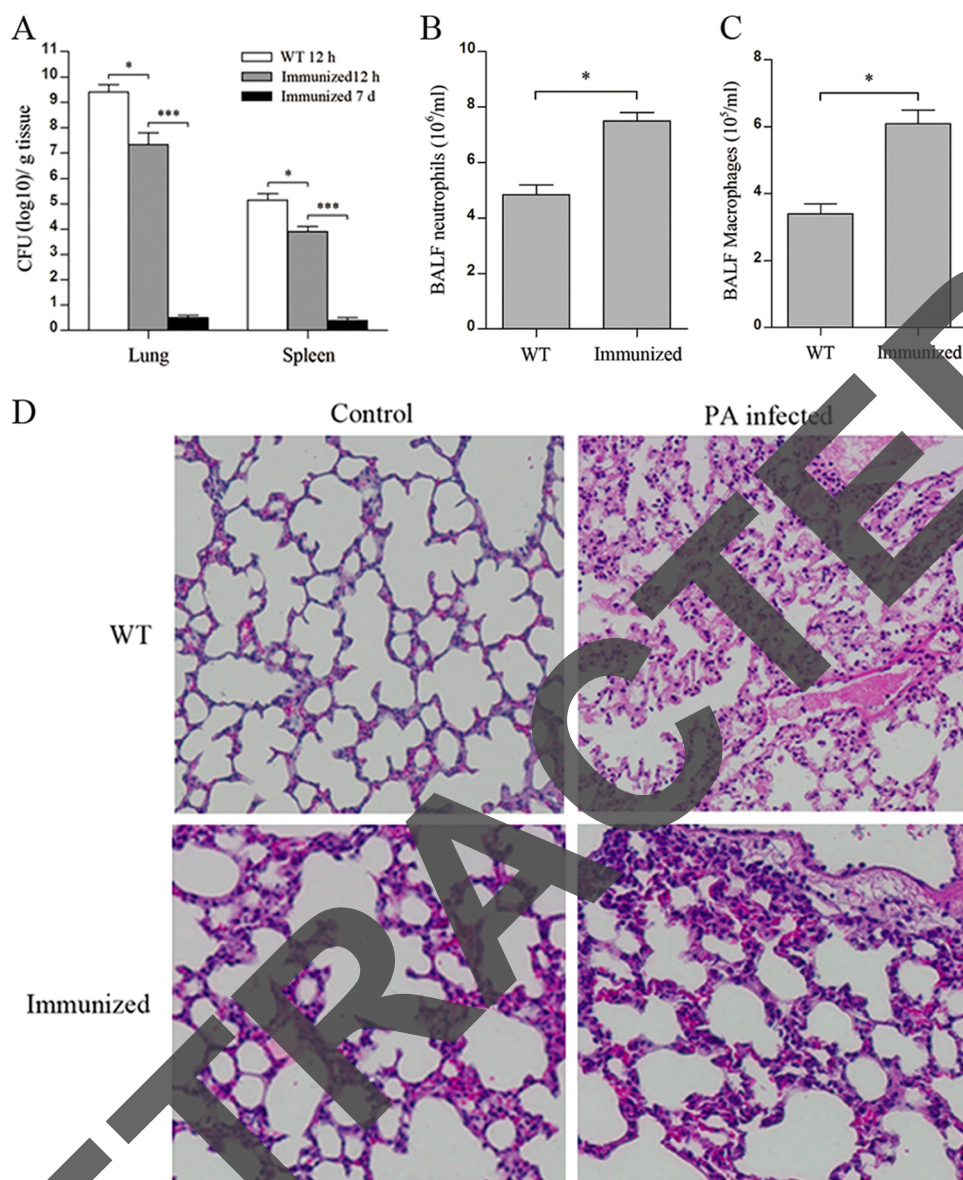 A
CFU (log10)/ g tissue
11
10
9
8
7
6
5
4
3
2
1
0
WT 12 h
Immunized12 h
Immunized 7 d
*
***
*
***
Lung
Spleen
B
BALF neutrophils (10⁶/ml)
10
8
6
4
2
0
*
WT
Immunized
C
BALF Macrophages (10⁵/ml)
8
6
4
2
0
*
WT
Immunized
D
Control
PA infected
WT
Immunized
TRACTE